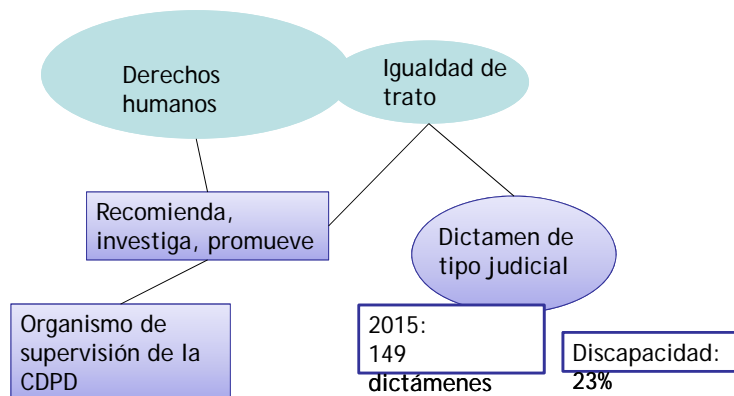 Derechos
humanos
Igualdad de
trato
Recomienda,
investiga, promueve
Dictamen de
tipo judicial
Organismo de
supervisión de la
CDPD
2015:
149
dictámenes
Discapacidad:
23%